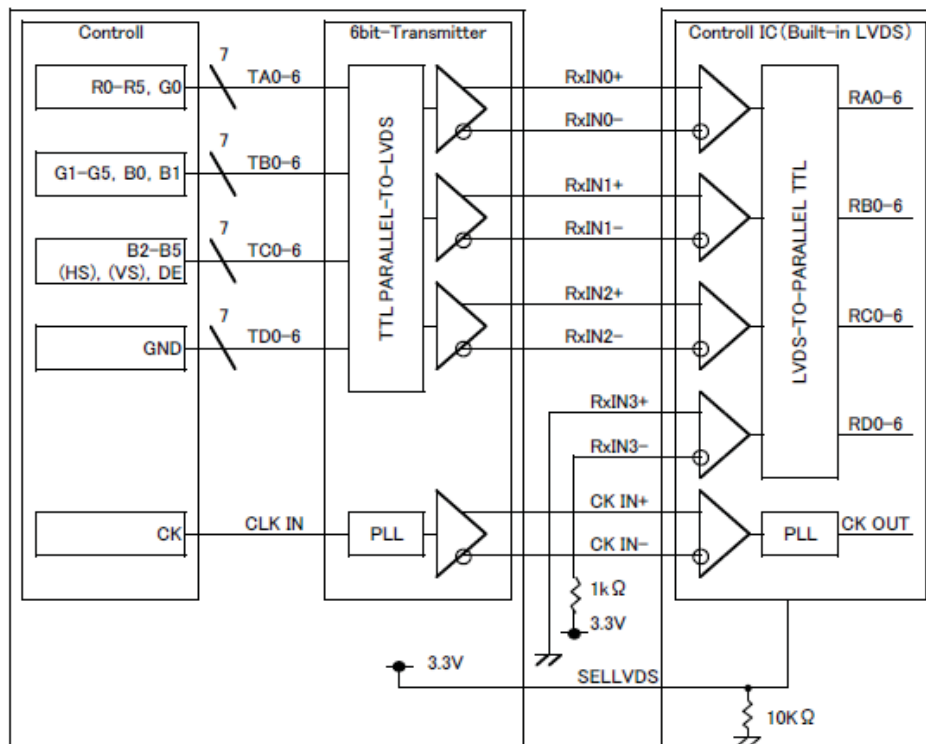 Controll
6bit-Transmitter
Controll IC(Built-in LVDS)
R0-R5, G0
7
TA0-6
RxIN0+
RxIN0-
RA0-6
G1-G5, B0, B1
7
TB0-6
RxIN1+
RxIN1-
RB0-6
B2-B5
(HS), (VS), DE
7
TC0-6
RxIN2+
RxIN2-
RC0-6
GND
7
TD0-6
RxIN3+
RxIN3-
RD0-6
TTL PARALLEL-TO-LVDS
LVDS-TO-PARALLEL TTL
CK
CLK IN
PLL
CK IN+
CK IN-
PLL
CK OUT
1kΩ
3.3V
3.3V
SELLVDS
10KΩ